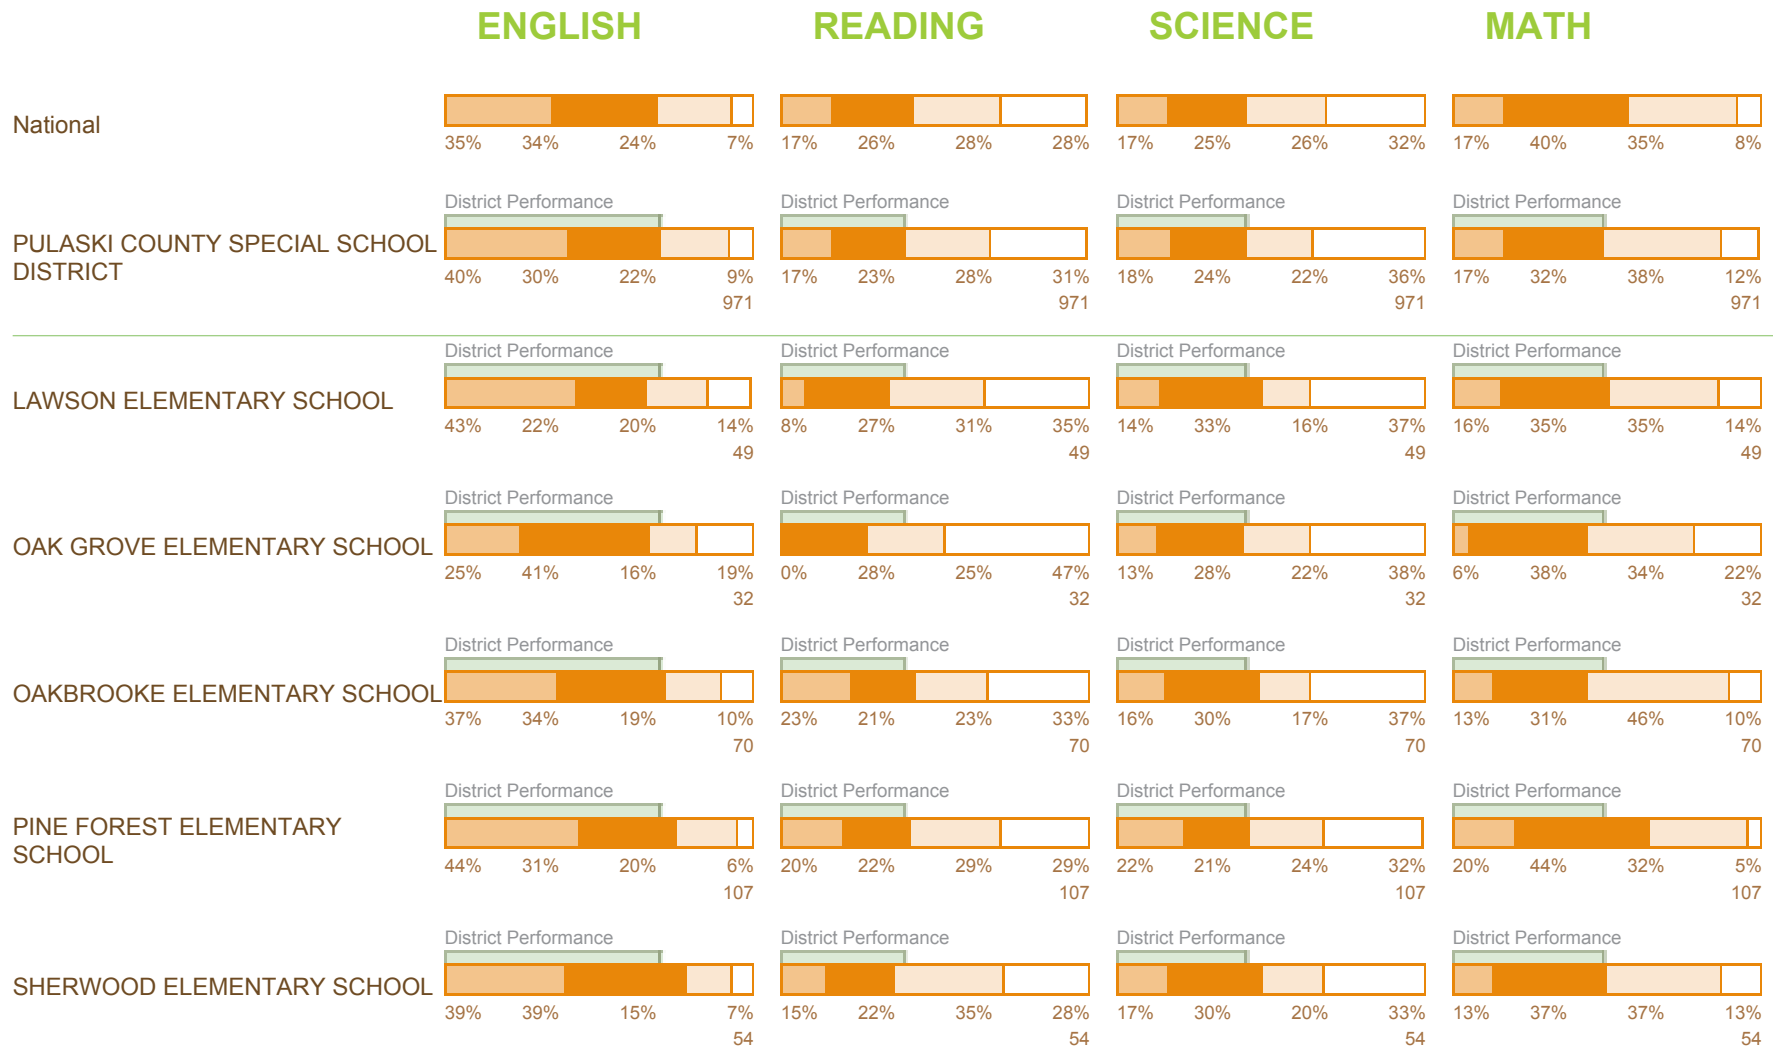 ENGLISH READING SCIENCE MATH
National
35% 34% 24% 7% 17% 26% 28% 28% 17% 25% 26% 32% 17% 40% 35% 8%
District Performance District Performance District Performance District Performance
PULASKI COUNTY SPECIAL SCHOOL
DISTRICT
40% 30% 22% 9% 17% 23% 28% 31% 18% 24% 22% 36% 17% 32% 38% 12%
971 971 971 971
District Performance District Performance District Performance District Performance
LAWSON ELEMENTARY SCHOOL
43% 22% 20% 14% 8% 27% 31% 35% 14% 33% 16% 37% 16% 35% 35% 14%
49 49 49 49
District Performance District Performance District Performance District Performance
OAK GROVE ELEMENTARY SCHOOL
25% 41% 16% 19% 0% 28% 25% 47% 13% 28% 22% 38% 6% 38% 34% 22%
32 32 32 32
District Performance District Performance District Performance District Performance
OAKBROOKE ELEMENTARY SCHOOL
37% 34% 19% 10% 23% 21% 23% 33% 16% 30% 17% 37% 13% 31% 46% 10%
70 70 70 70
District Performance District Performance District Performance District Performance
PINE FOREST ELEMENTARY
SCHOOL
44% 31% 20% 6% 20% 22% 29% 29% 22% 21% 24% 32% 20% 44% 32% 5%
107 107 107 107
District Performance District Performance District Performance District Performance
SHERWOOD ELEMENTARY SCHOOL
39% 39% 15% 7% 15% 22% 35% 28% 17% 30% 20% 33% 13% 37% 37% 13%
54 54 54 54